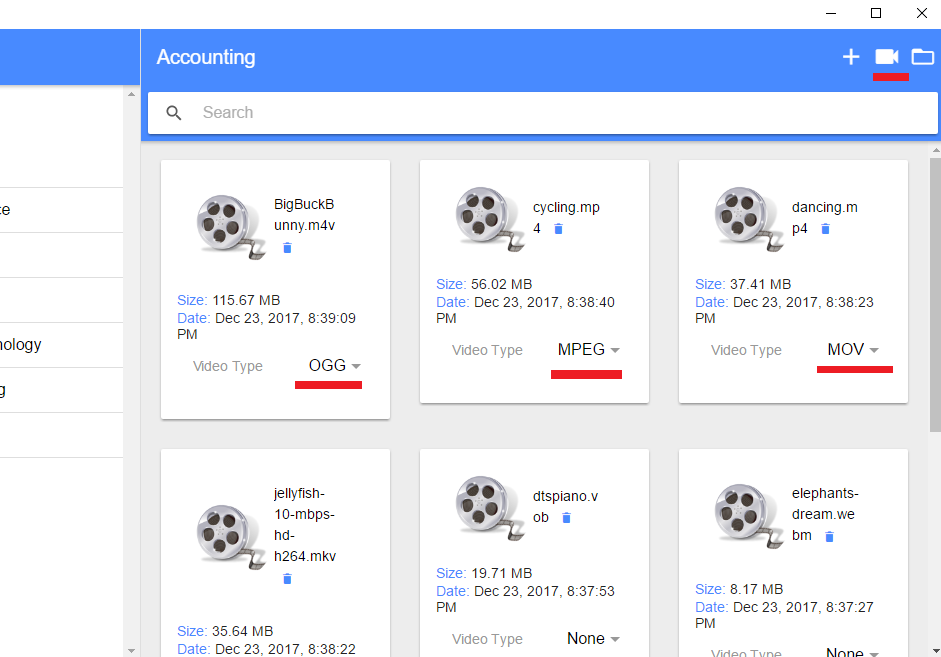 Accounting
Search
ce
nology
g
BigBuckB
unny.m4v
Size: 115.67 MB
Date: Dec 23, 2017, 8:39:09
PM
Video Type OGG
cycling.mp
4
Size: 56.02 MB
Date: Dec 23, 2017, 8:38:40
PM
Video Type MPEG
dancing.m
p4
Size: 37.41 MB
Date: Dec 23, 2017, 8:38:23
PM
Video Type MOV
jellyfish-
10-mbps-
hd-
h264.mkv
Size: 35.64 MB
Date: Dec 23, 2017, 8:38:22
dtspiano.v
ob
Size: 19.71 MB
Date: Dec 23, 2017, 8:37:53
PM
Video Type None
elephants-
dream.we
bm
Size: 8.17 MB
Date: Dec 23, 2017, 8:37:27
PM
Video Type None